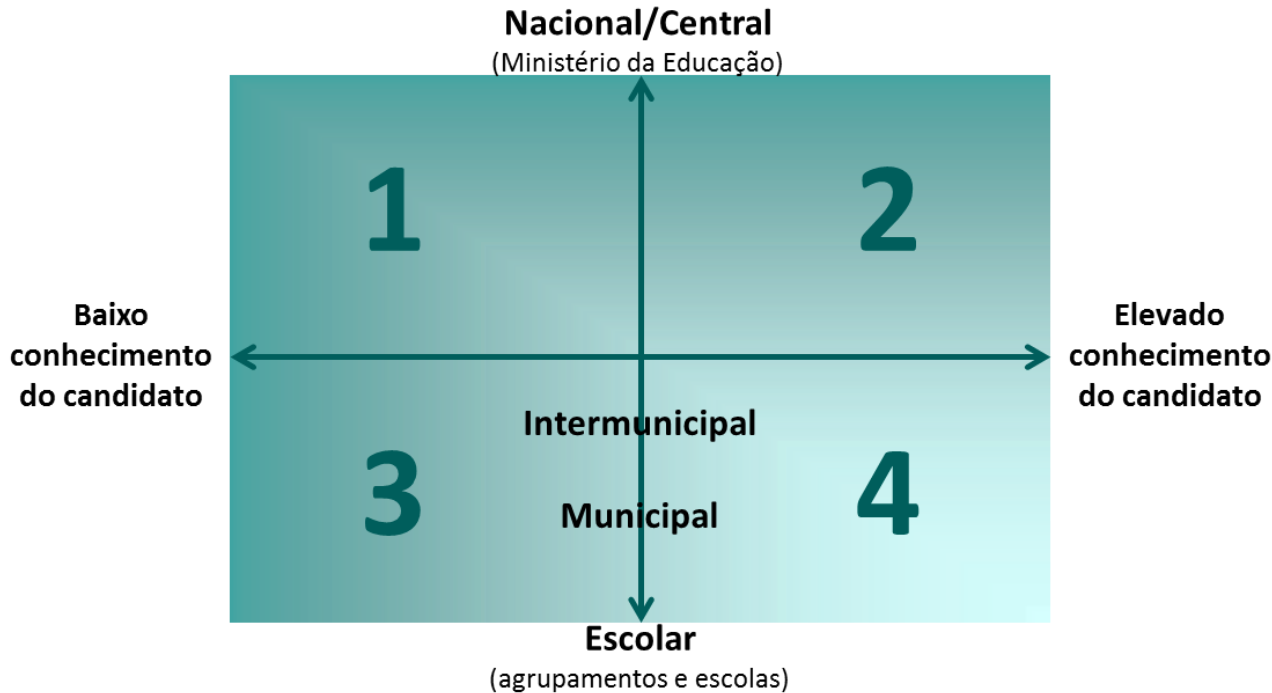 Nacional/Central
(Ministério da Educação)
1
2
Baixo
conhecimento
do candidato
Elevado
conhecimento
do candidato
Intermunicipal
3
4
Municipal
Escolar
(agrupamentos e escolas)